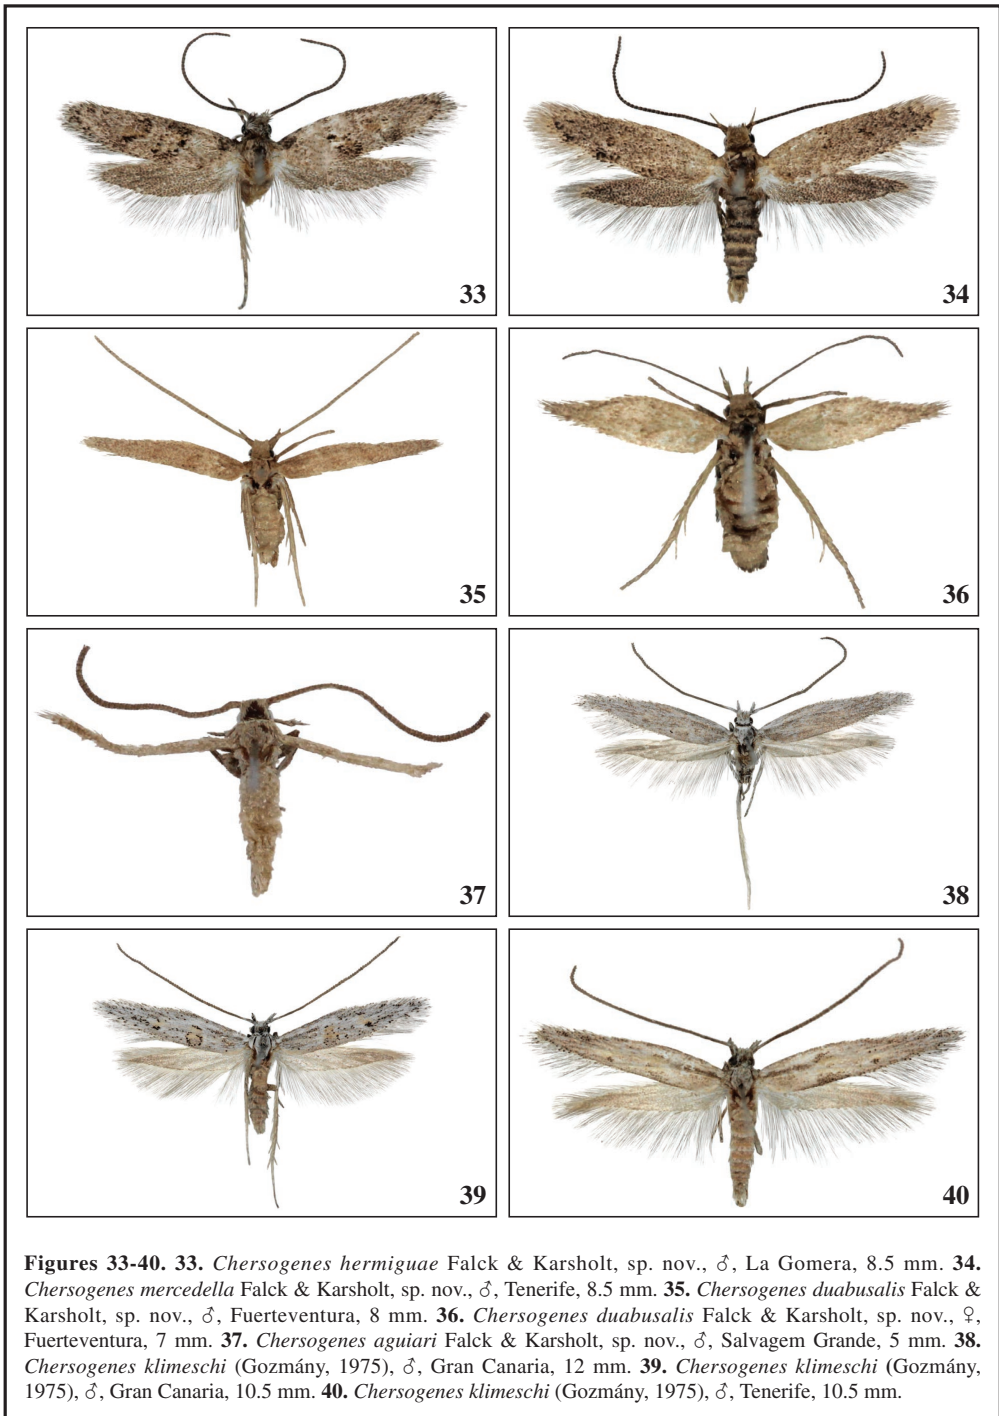 33
34
35
36
37
38
39
40
Figures 33-40. 33. Chersogenes hermiguae Falck & Karsholt, sp. nov., ♂, La Gomera, 8.5 mm. 34.
Chersogenes mercedella Falck & Karsholt, sp. nov., ♂, Tenerife, 8.5 mm. 35. Chersogenes duabusalis Falck &
Karsholt, sp. nov., ♂, Fuerteventura, 8 mm. 36. Chersogenes duabusalis Falck & Karsholt, sp. nov., ♀,
Fuerteventura, 7 mm. 37. Chersogenes aguiari Falck & Karsholt, sp. nov., ♂, Salvagem Grande, 5 mm. 38.
Chersogenes klimeschi (Gozmány, 1975), ♂, Gran Canaria, 12 mm. 39. Chersogenes klimeschi (Gozmány,
1975), ♂, Gran Canaria, 10.5 mm. 40. Chersogenes klimeschi (Gozmány, 1975), ♂, Tenerife, 10.5 mm.